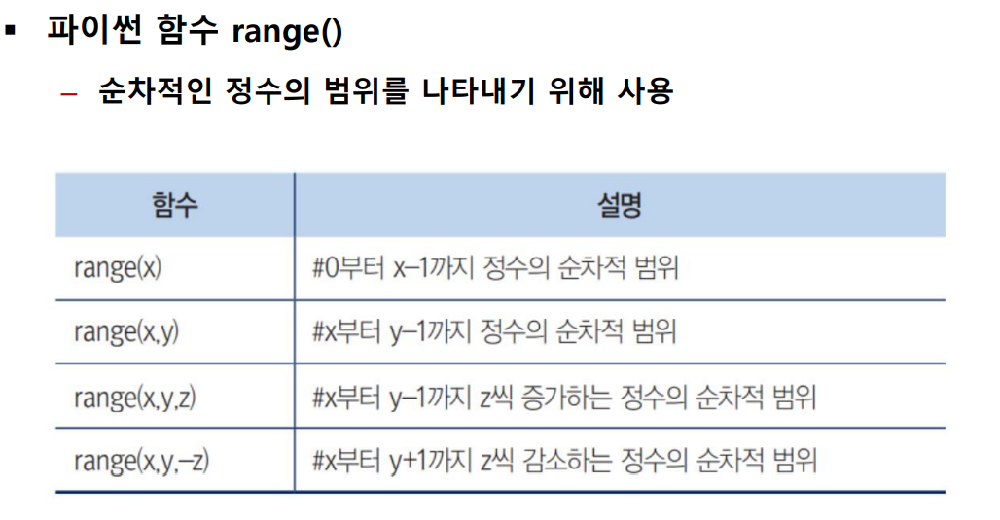 ▪ 파이썬 함수 range()
– 순차적인 정수의 범위를 나타내기 위해 사용
함수 설명
range(x) #0부터 x–1까지 정수의 순차적 범위
range(x,y) #x부터 y–1까지 정수의 순차적 범위
range(x,y,z) #x부터 y–1까지 z씩 증가하는 정수의 순차적 범위
range(x,y,–z) #x부터 y+1까지 z씩 감소하는 정수의 순차적 범위